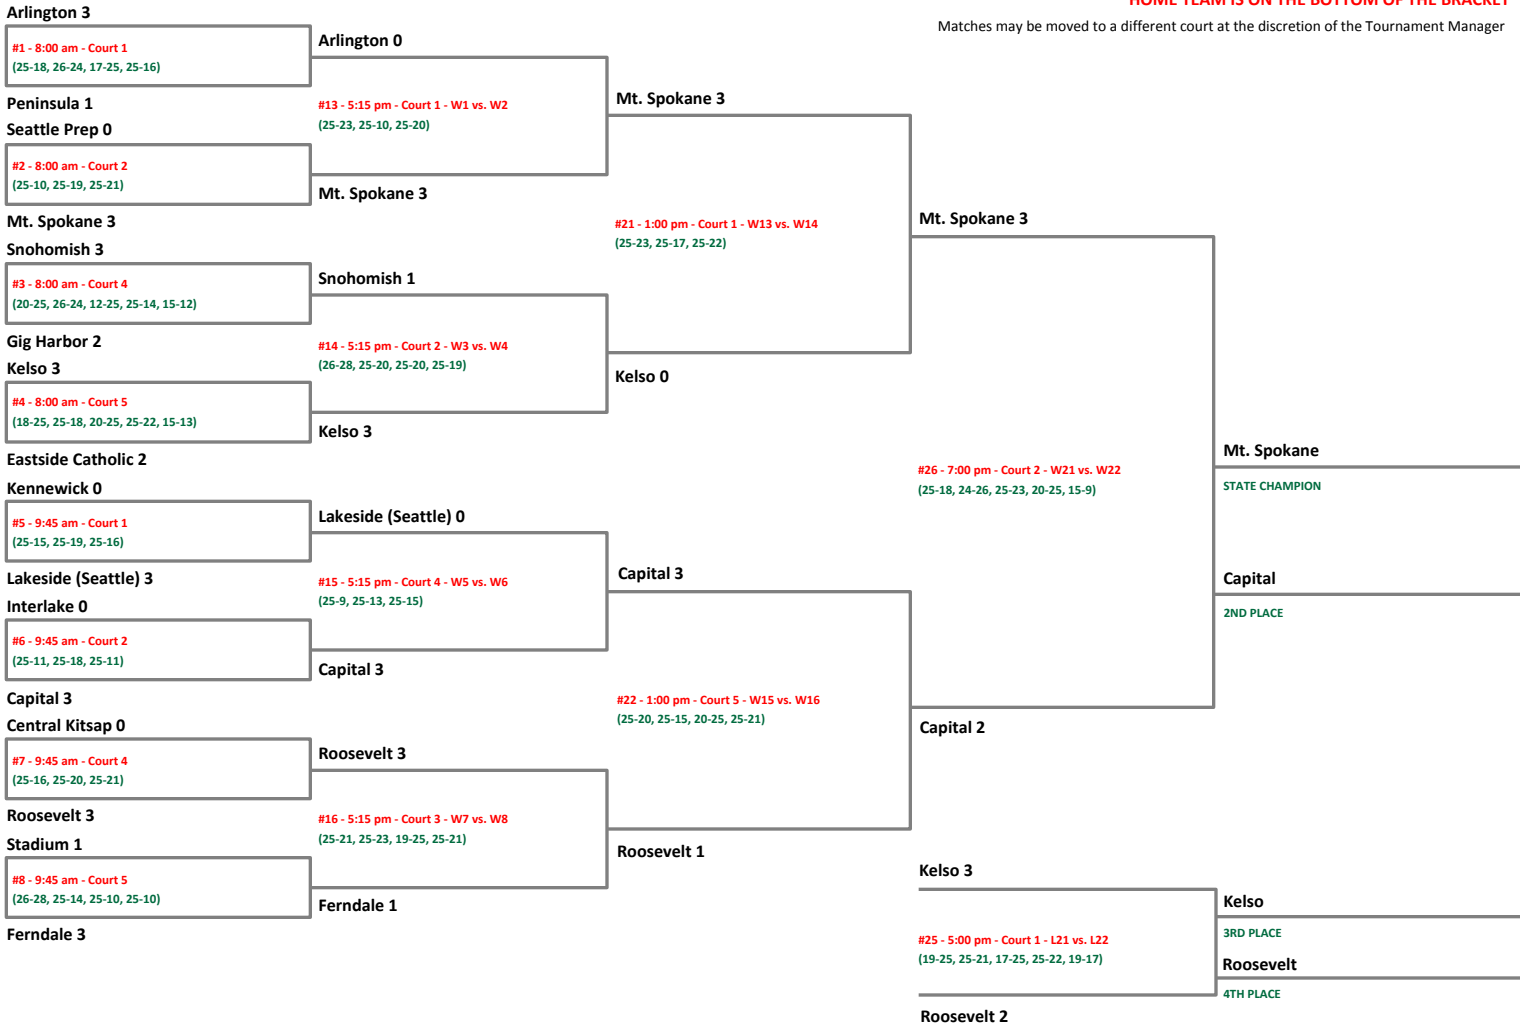 HOME TEAM IS ON THE BOTTOM OF THE BRACKET
Matches may be moved to a different court at the discretion of the Tournament Manager
Arlington 3
#1 - 8:00 am - Court 1
(25-18, 26-24, 17-25, 25-16)
Peninsula 1
Seattle Prep 0
#2 - 8:00 am - Court 2
(25-10, 25-19, 25-21)
Mt. Spokane 3
Snohomish 3
#3 - 8:00 am - Court 4
(20-25, 26-24, 12-25, 25-14, 15-12)
Gig Harbor 2
Kelso 3
#4 - 8:00 am - Court 5
(18-25, 25-18, 20-25, 25-22, 15-13)
Eastside Catholic 2
Kennewick 0
#5 - 9:45 am - Court 1
(25-15, 25-19, 25-16)
Lakeside (Seattle) 3
Interlake 0
#6 - 9:45 am - Court 2
(25-11, 25-18, 25-11)
Capital 3
Central Kitsap 0
#7 - 9:45 am - Court 4
(25-16, 25-20, 25-21)
Roosevelt 3
Stadium 1
#8 - 9:45 am - Court 5
(26-28, 25-14, 25-10, 25-10)
Ferndale 3
Arlington 0
#13 - 5:15 pm - Court 1 - W1 vs. W2
(25-23, 25-10, 25-20)
Mt. Spokane 3
Snohomish 1
#14 - 5:15 pm - Court 2 - W3 vs. W4
(26-28, 25-20, 25-20, 25-19)
Kelso 3
Lakeside (Seattle) 0
#15 - 5:15 pm - Court 4 - W5 vs. W6
(25-9, 25-13, 25-15)
Capital 3
Roosevelt 3
#16 - 5:15 pm - Court 3 - W7 vs. W8
(25-21, 25-23, 19-25, 25-21)
Ferndale 1
Mt. Spokane 3
#21 - 1:00 pm - Court 1 - W13 vs. W14
(25-23, 25-17, 25-22)
Kelso 0
Capital 3
#22 - 1:00 pm - Court 5 - W15 vs. W16
(25-20, 25-15, 20-25, 25-21)
Roosevelt 1
Mt. Spokane 3
#26 - 7:00 pm - Court 2 - W21 vs. W22
(25-18, 24-26, 25-23, 20-25, 15-9)
Capital 2
Mt. Spokane
STATE CHAMPION
Capital
2ND PLACE
Kelso 3
#25 - 5:00 pm - Court 1 - L21 vs. L22
(19-25, 25-21, 17-25, 25-22, 19-17)
Roosevelt 2
Kelso
3RD PLACE
Roosevelt
4TH PLACE